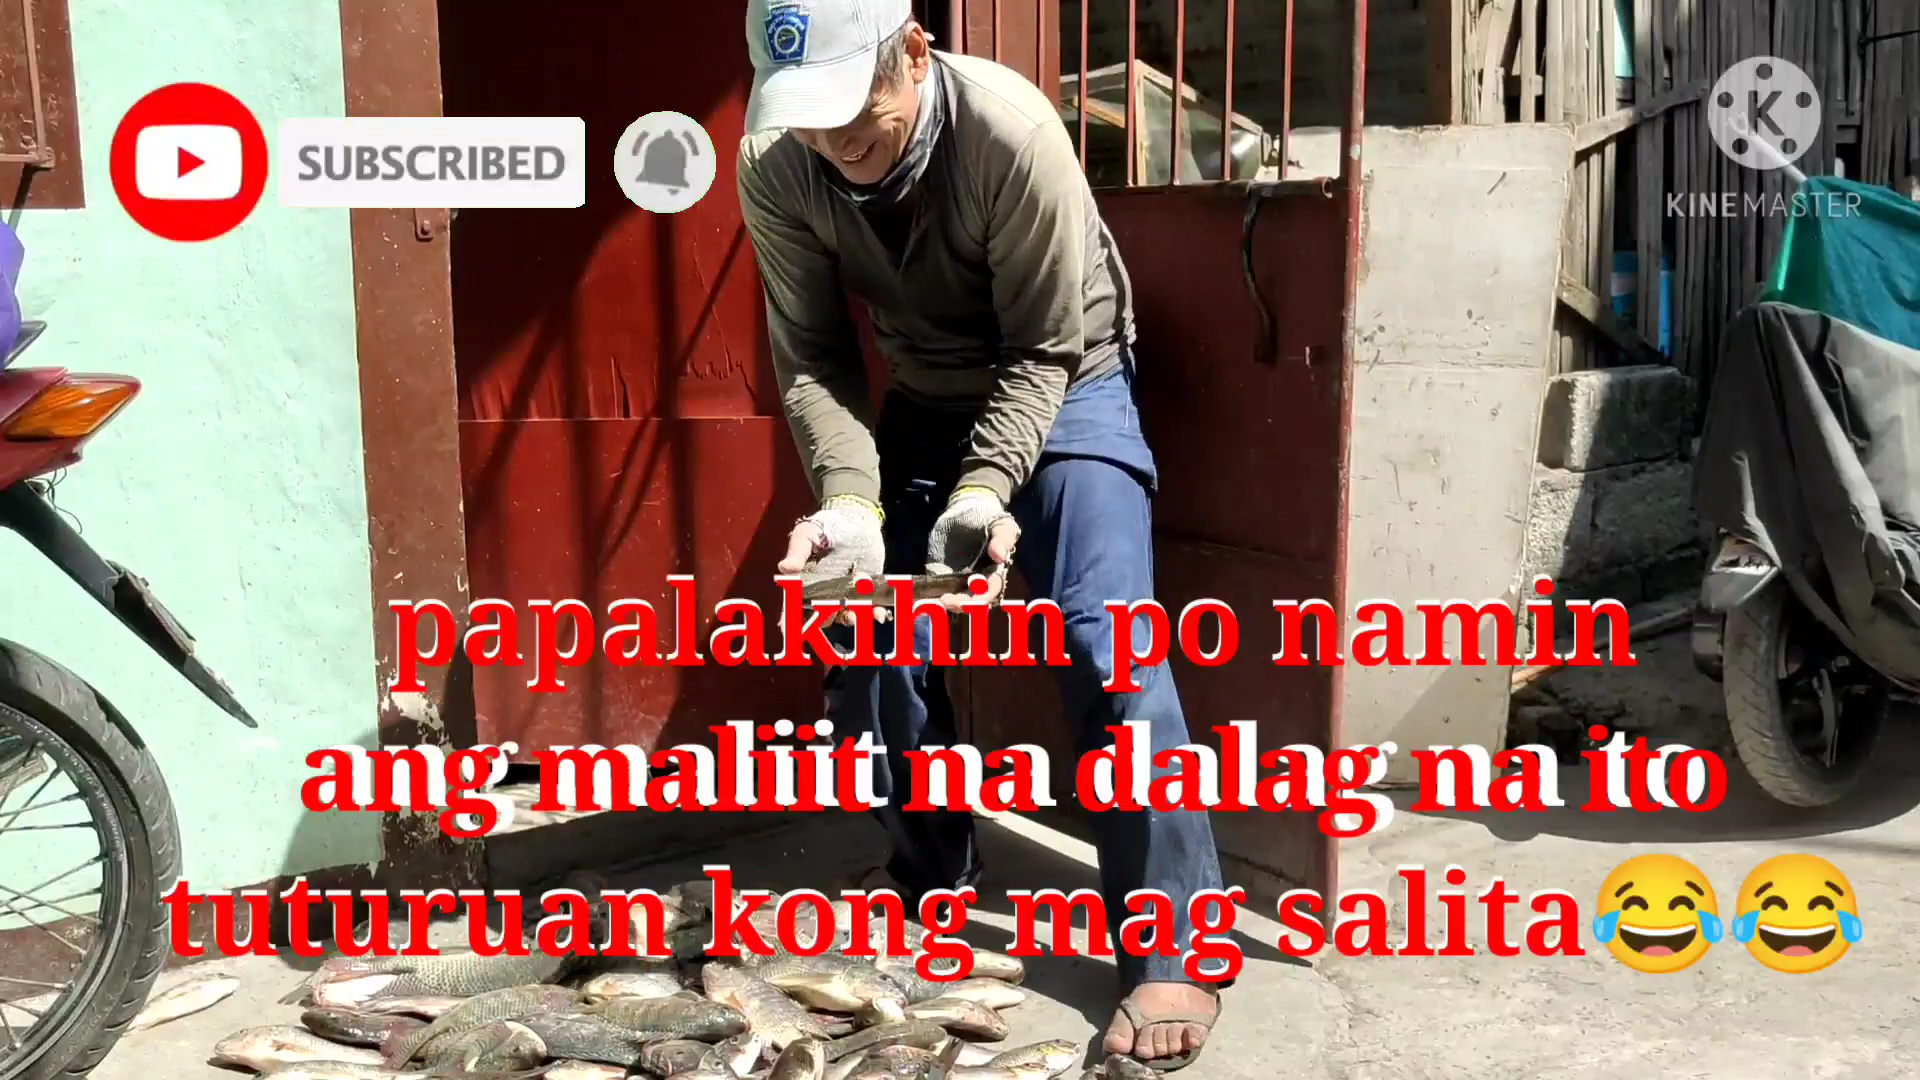 SUBSCRIBED
K
KINEMASTER
papalakihin po namin
ang maliit na dalag na ito
tuturuan kong mag salita😂😂